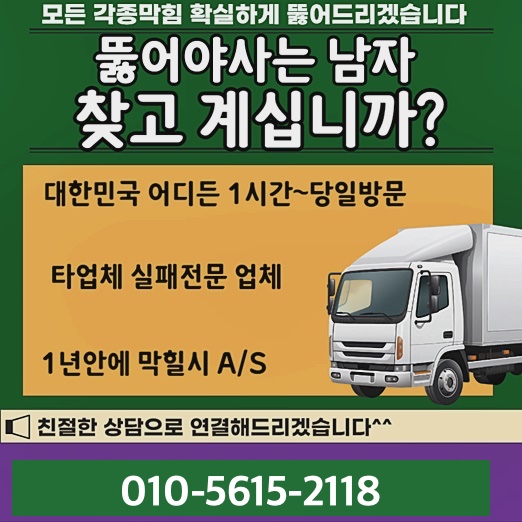 모든 각종막힘 확실하게 뚫어드리겠습니다
뚫어야사는 남자
찾고 계십니까?
대한민국 어디든 1시간~당일방문
타업체 실패전문 업체
1년안에 막힐시 A/S
친절한 상담으로 연결해드리겠습니다^^
010-5615-2118